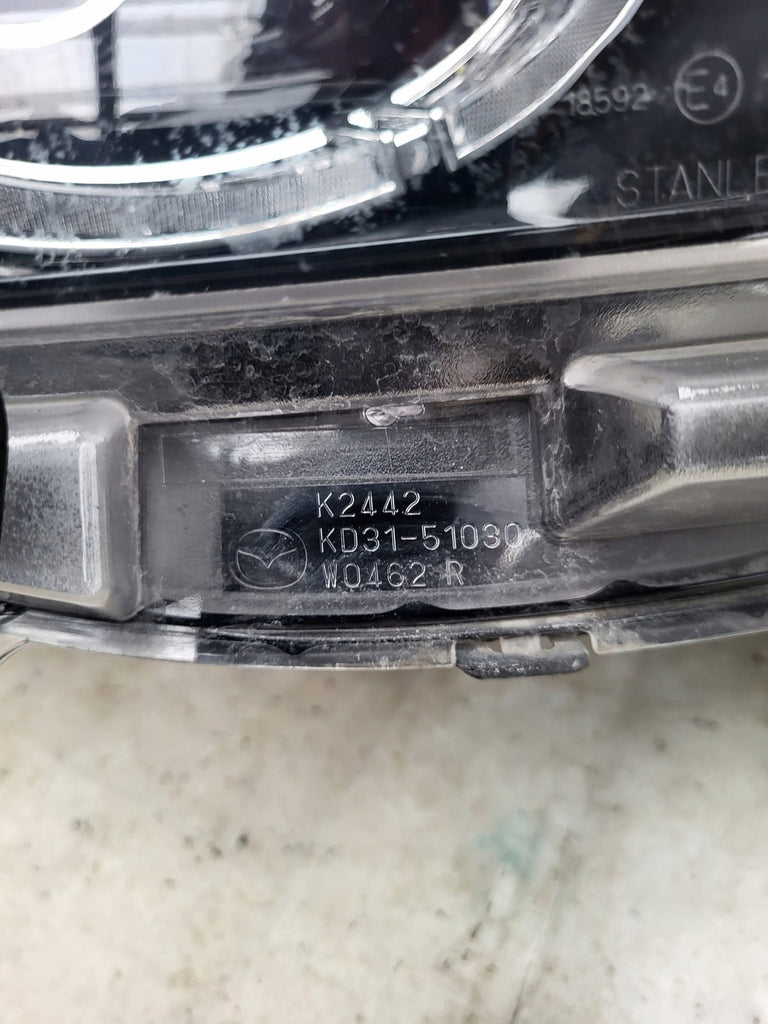 18592 E4
STANLE
K2442
KD31-51030
W0462 R